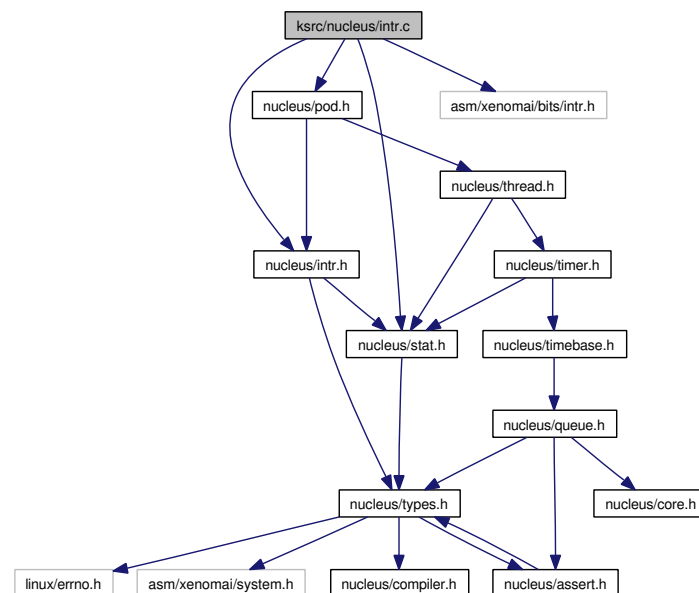 ksrc/nucleus/intr.c
nucleus/pod.h
asm/xenomai/bits/intr.h
nucleus/thread.h
nucleus/intr.h
nucleus/timer.h
nucleus/stat.h
nucleus/timebase.h
nucleus/queue.h
nucleus/types.h
nucleus/core.h
linux/errno.h
asm/xenomai/system.h
nucleus/compiler.h
nucleus/assert.h